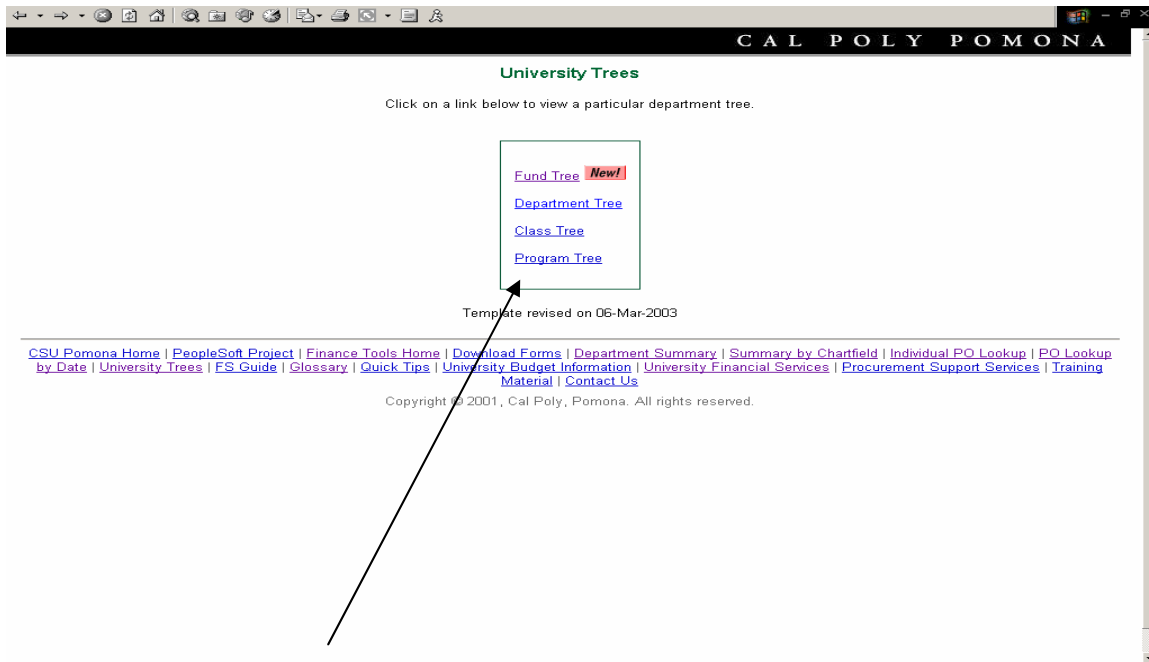 CAL POLY POMONA
University Trees
Click on a link below to view a particular department tree.
Fund Tree New!
Department Tree
Class Tree
Program Tree
Template revised on 06-Mar-2003
CSU Pomona Home | PeopleSoft Project | Finance Tools Home | Download Forms | Department Summary | Summary by Chartfield | Individual PO Lookup | PO Lookup
by Date | University Trees | FS Guide | Glossary | Quick Tips | University Budget Information | University Financial Services | Procurement Support Services | Training
Material | Contact Us
Copyright © 2001, Cal Poly, Pomona. All rights reserved.